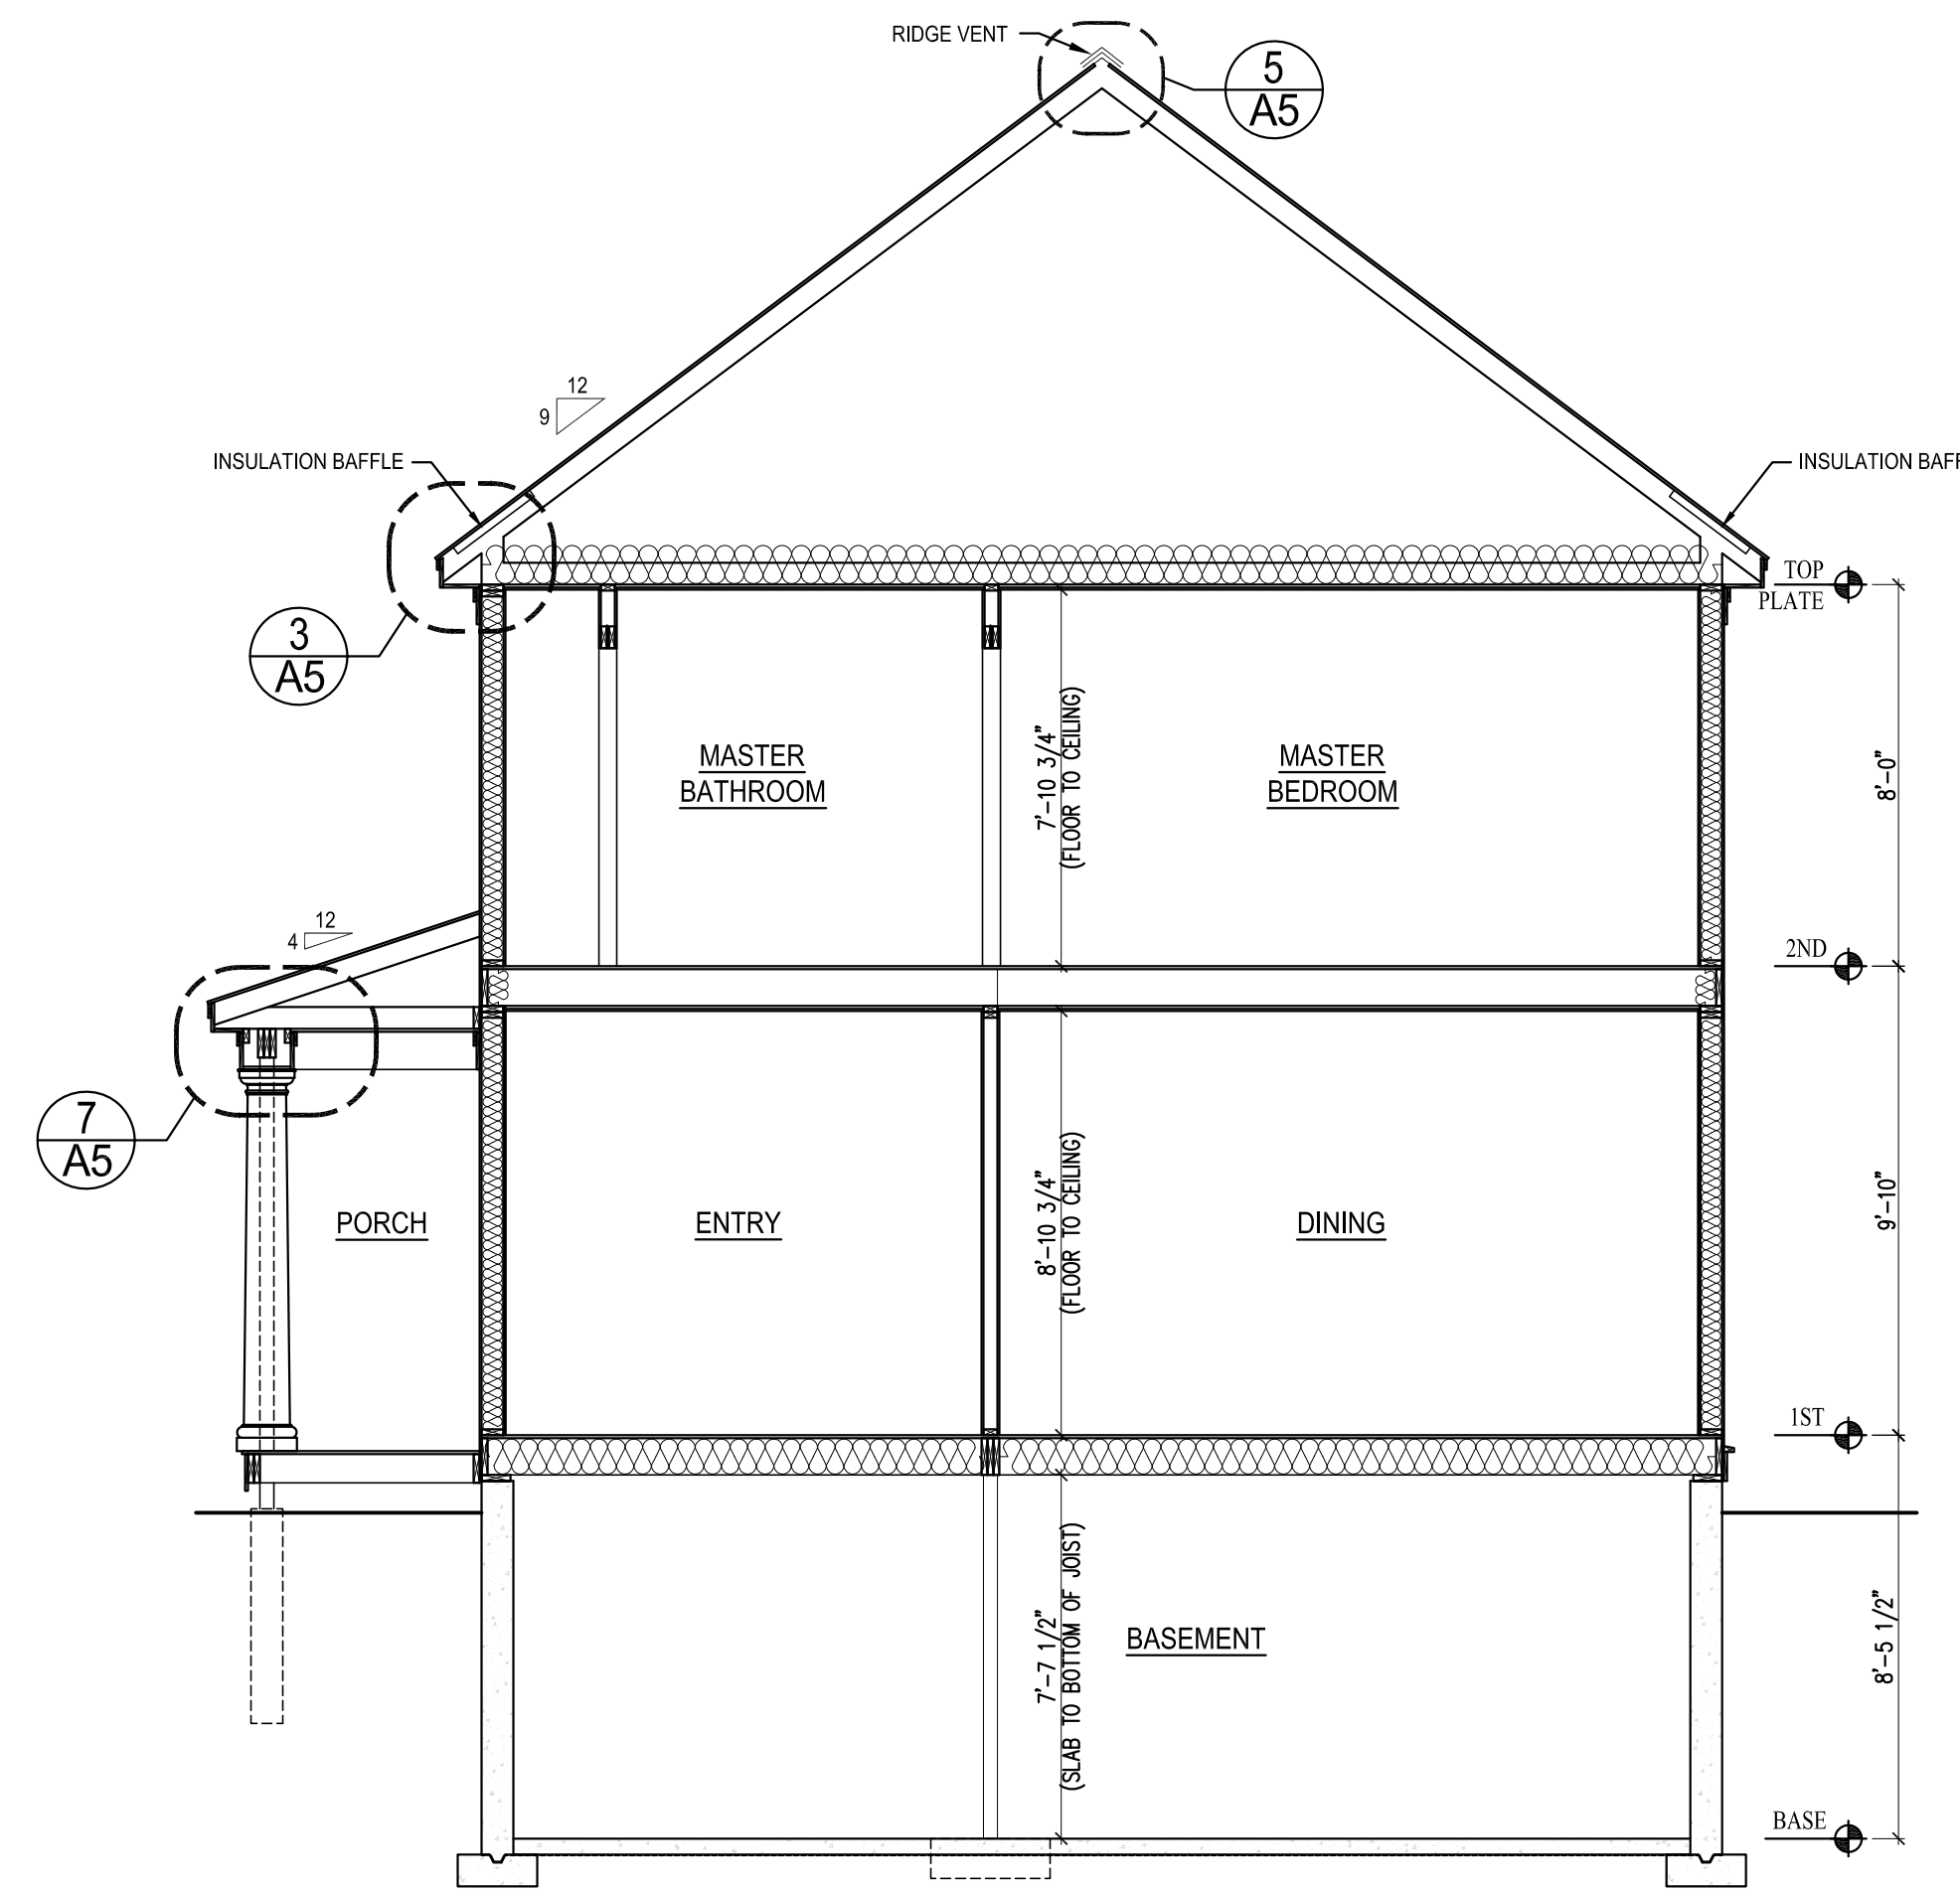 RIDGE VENT
5
A5
12
9
INSULATION BAFFLE
INSULATION BAF
3
A5
TOP
PLATE
MASTER
BATHROOM
7'-10 3/4"
(FLOOR TO CEILING)
MASTER
BEDROOM
8'-0"
12
4
2ND
7
A5
PORCH
ENTRY
8'-10 3/4"
(FLOOR TO CEILING)
DINING
9'-10"
1ST
7'-7 1/2"
(SLAB TO BOTTOM OF JOIST)
BASEMENT
8'-5 1/2"
BASE